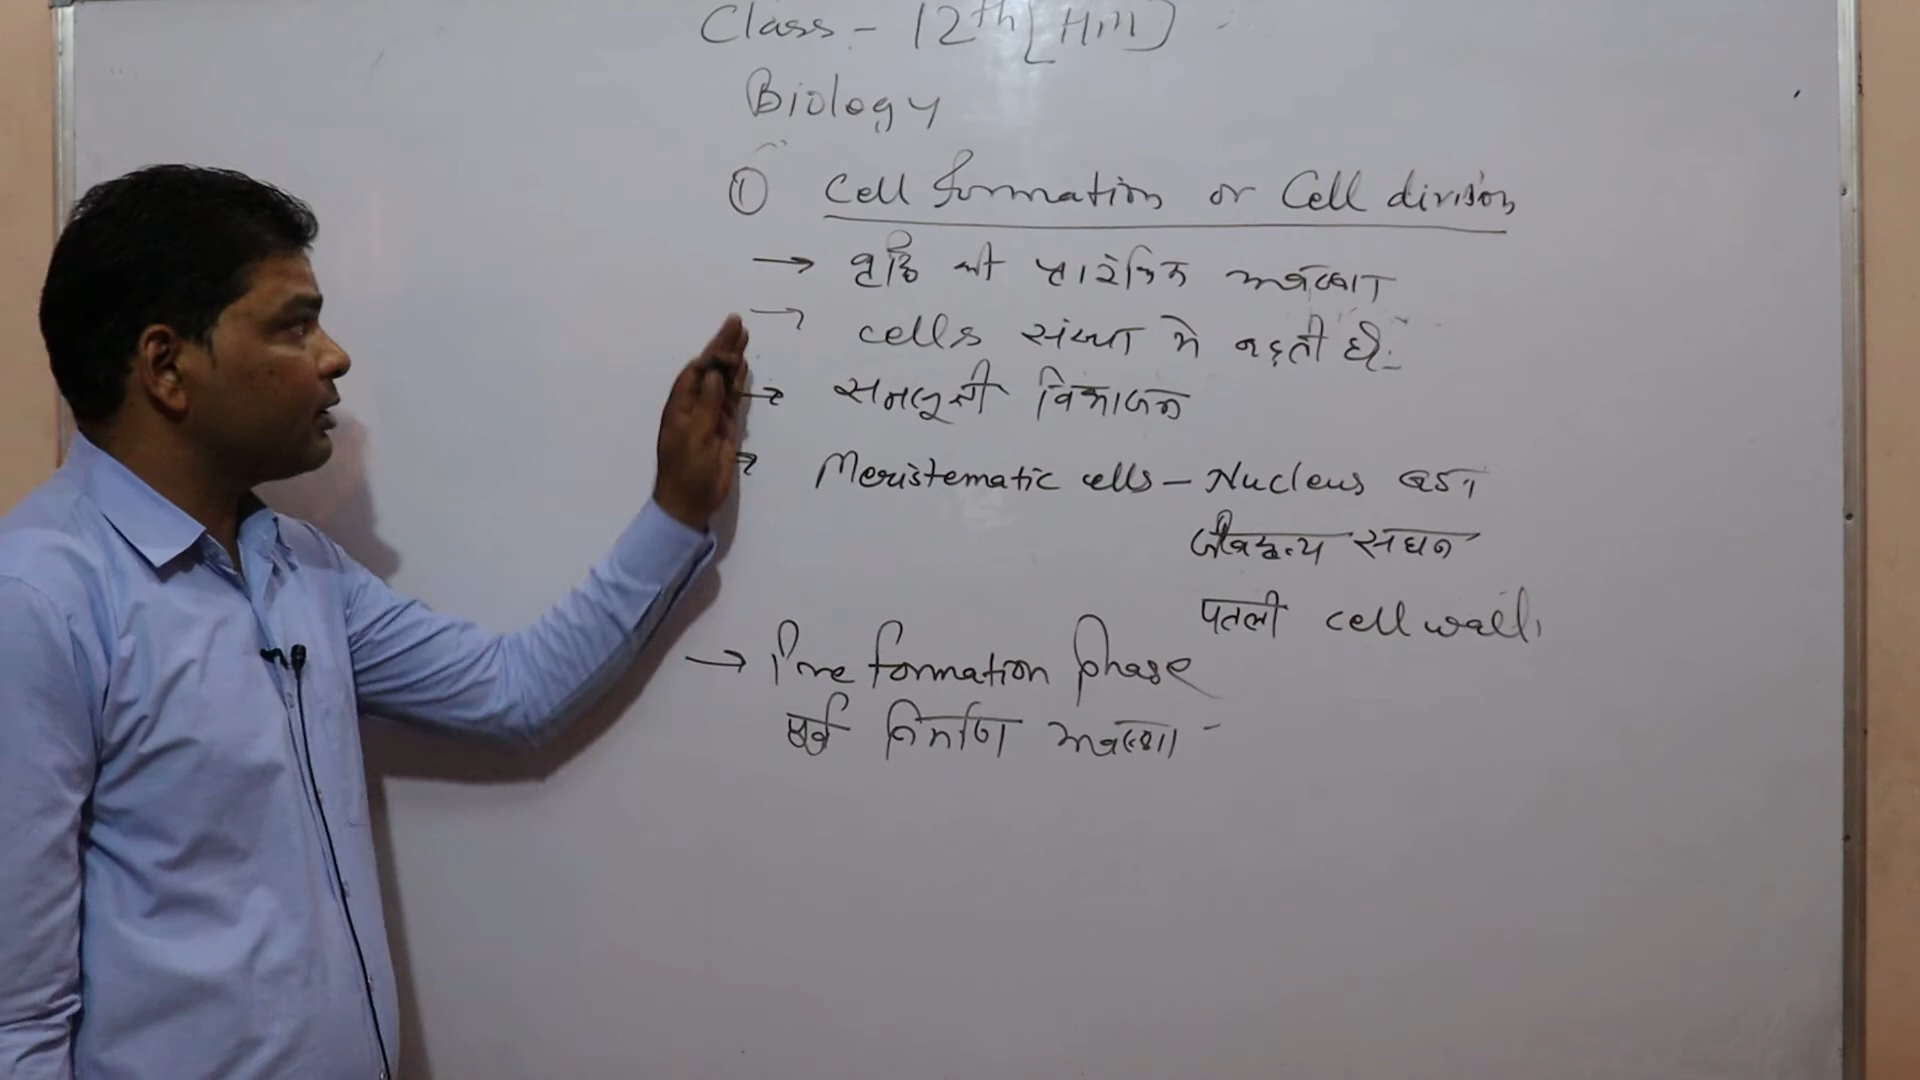 Class - 12th [Hm]
Biology
① Cell formation or Cell division
→ वृद्धि की प्रारंभिक अवस्था
→ cells संख्या मे बढ़ती है।
→ समसूत्री विभाजन
→ Meristematic cells - Nucleus बड़ा
जीवद्रव्य सघन
पतली cell wall,
→ Pre formation phase
पूर्व निर्माण अवस्था -